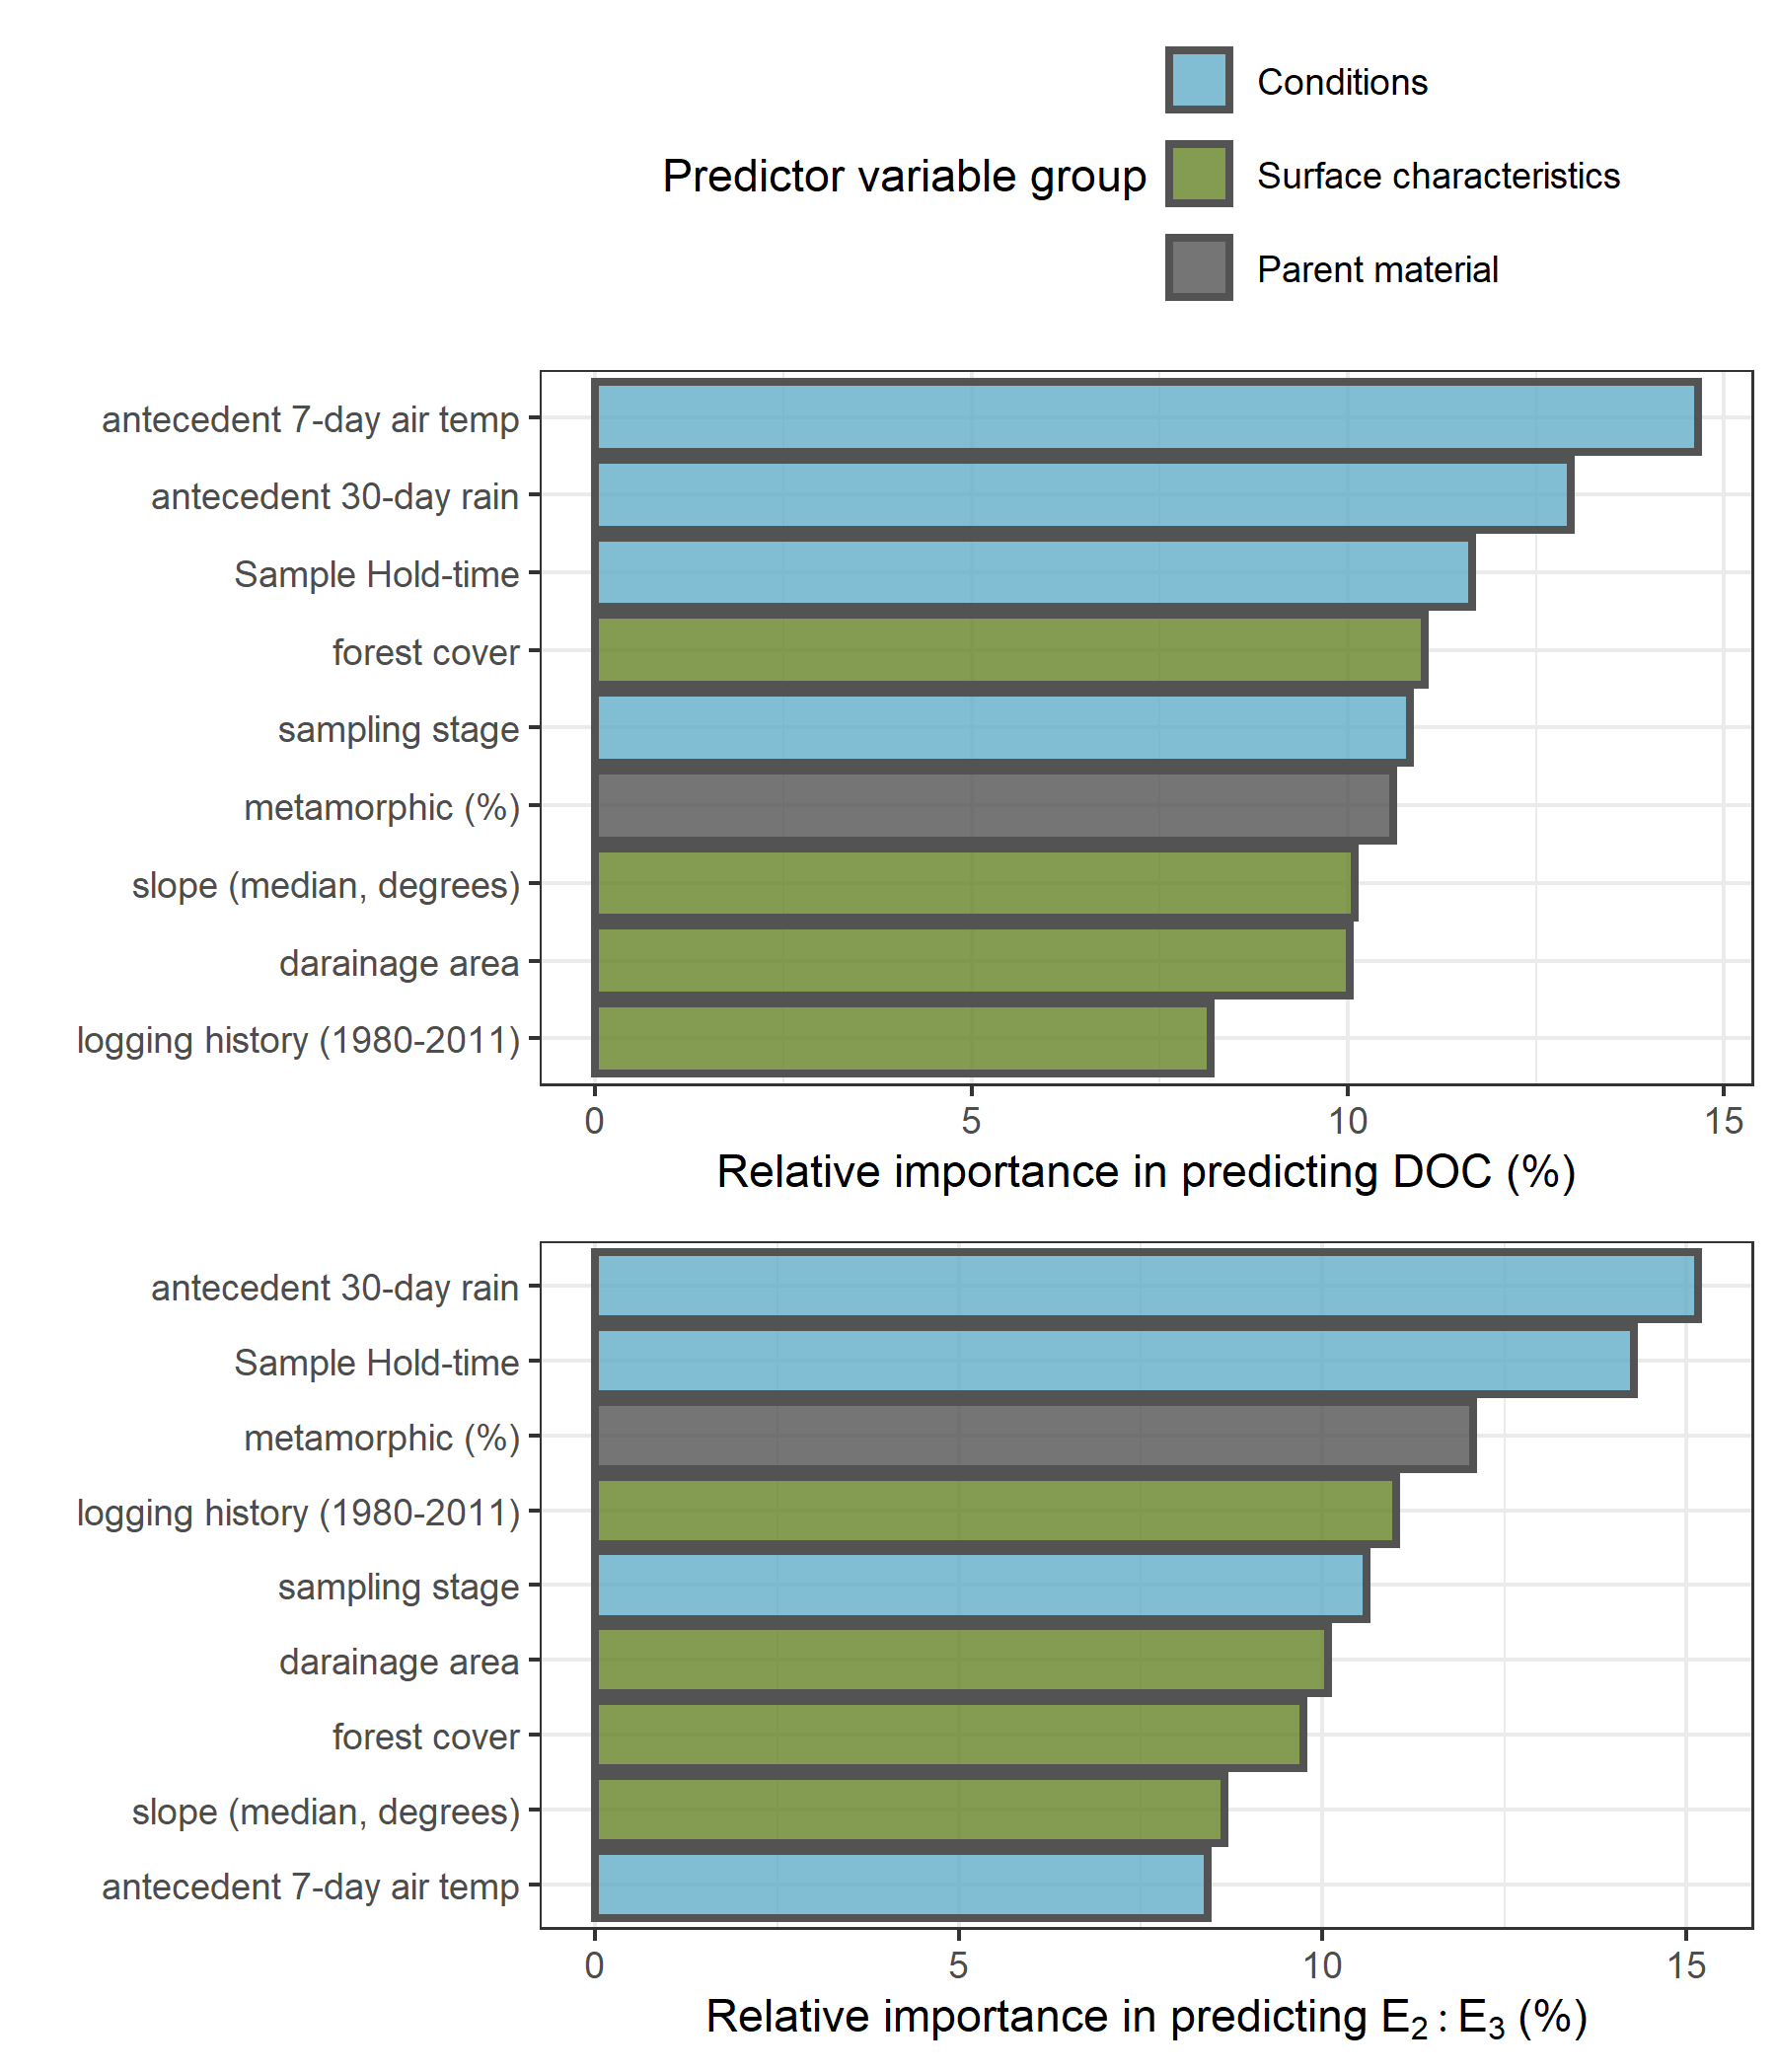 Conditions
Predictor variable group
Surface characteristics
Parent material
antecedent 7-day air temp
antecedent 30-day rain
Sample Hold-time
forest cover
sampling stage
metamorphic (%)
slope (median, degrees)
darainage area
logging history (1980-2011)
0 5 10 15
Relative importance in predicting DOC (%)
antecedent 30-day rain
Sample Hold-time
metamorphic (%)
logging history (1980-2011)
sampling stage
darainage area
forest cover
slope (median, degrees)
antecedent 7-day air temp
0 5 10 15
Relative importance in predicting E₂ : E₃ (%)